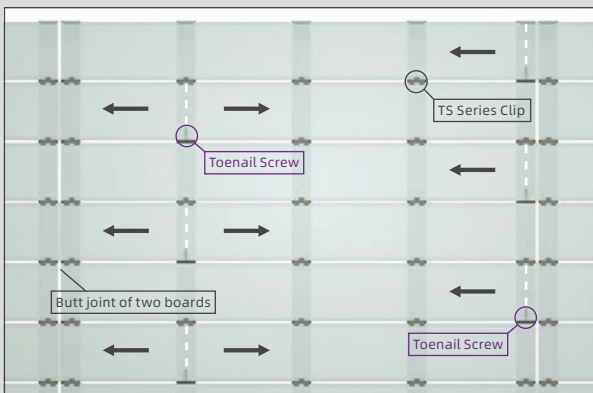 TS Series Clip
Toenail Screw
Butt joint of two boards
Toenail Screw